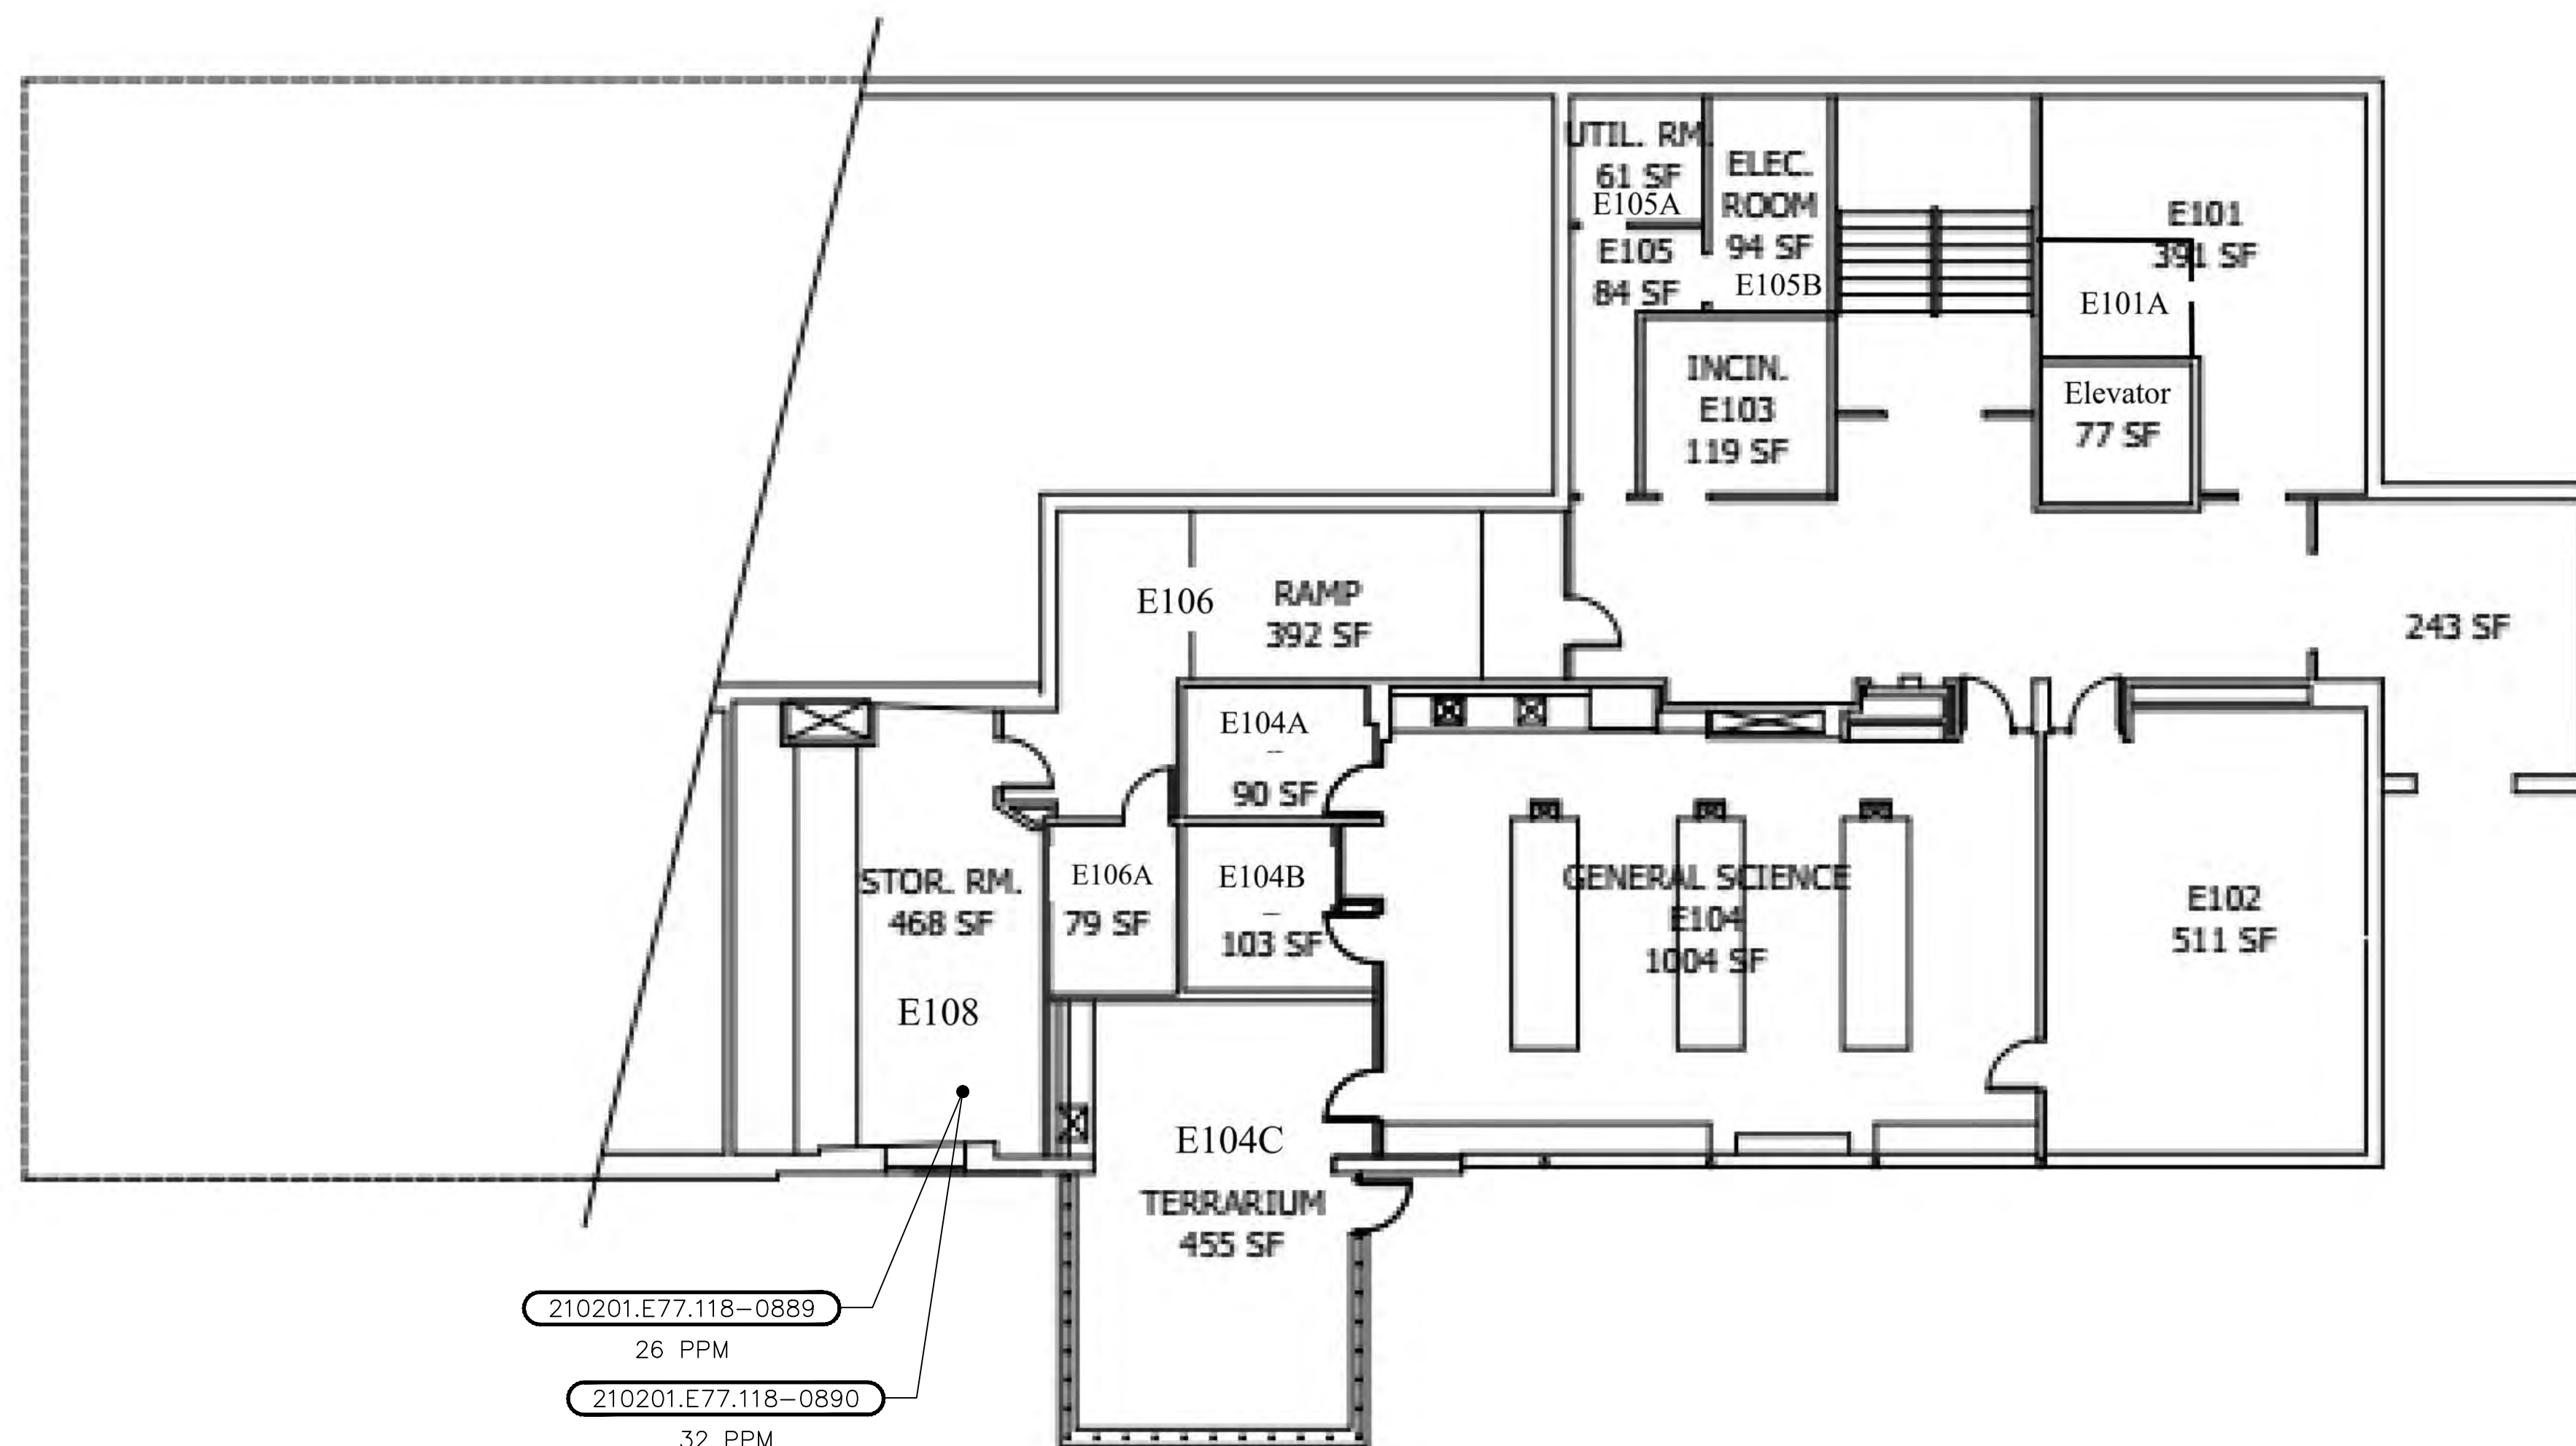 UTIL. RM.
61 SF
E105A
ELEC.
ROOM
94 SF
E105B
E105
84 SF
E101
391 SF
E101A
INCIN.
E103
119 SF
Elevator
77 SF
E106
RAMP
392 SF
243 SF
E104A
90 SF
STOR. RM.
468 SF
E108
E106A
79 SF
E104B
103 SF
GENERAL SCIENCE
E104
1004 SF
E102
511 SF
E104C
TERRARIUM
455 SF
210201.E77.118-0889
26 PPM
210201.E77.118-0890
32 PPM